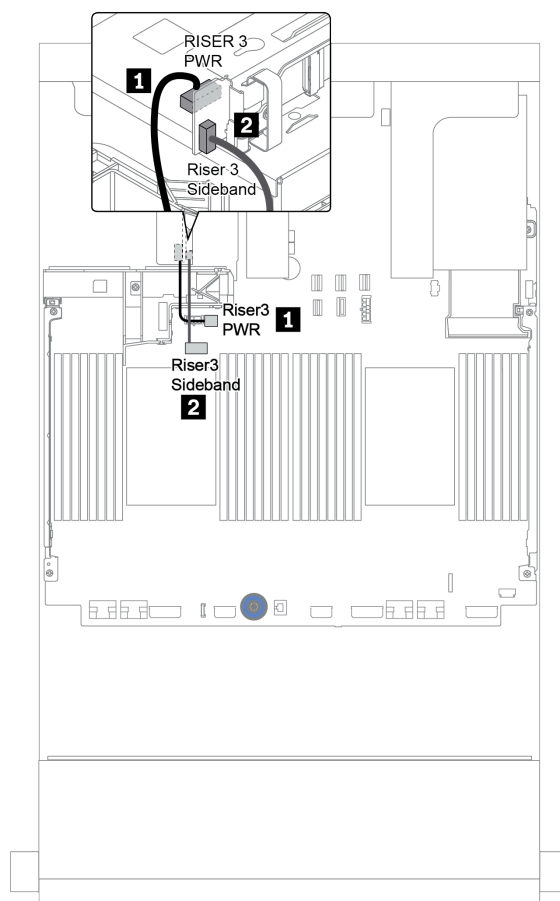 RISER 3
PWR
1
2
Riser 3
Sideband
Riser3
PWR
1
Riser3
Sideband
2